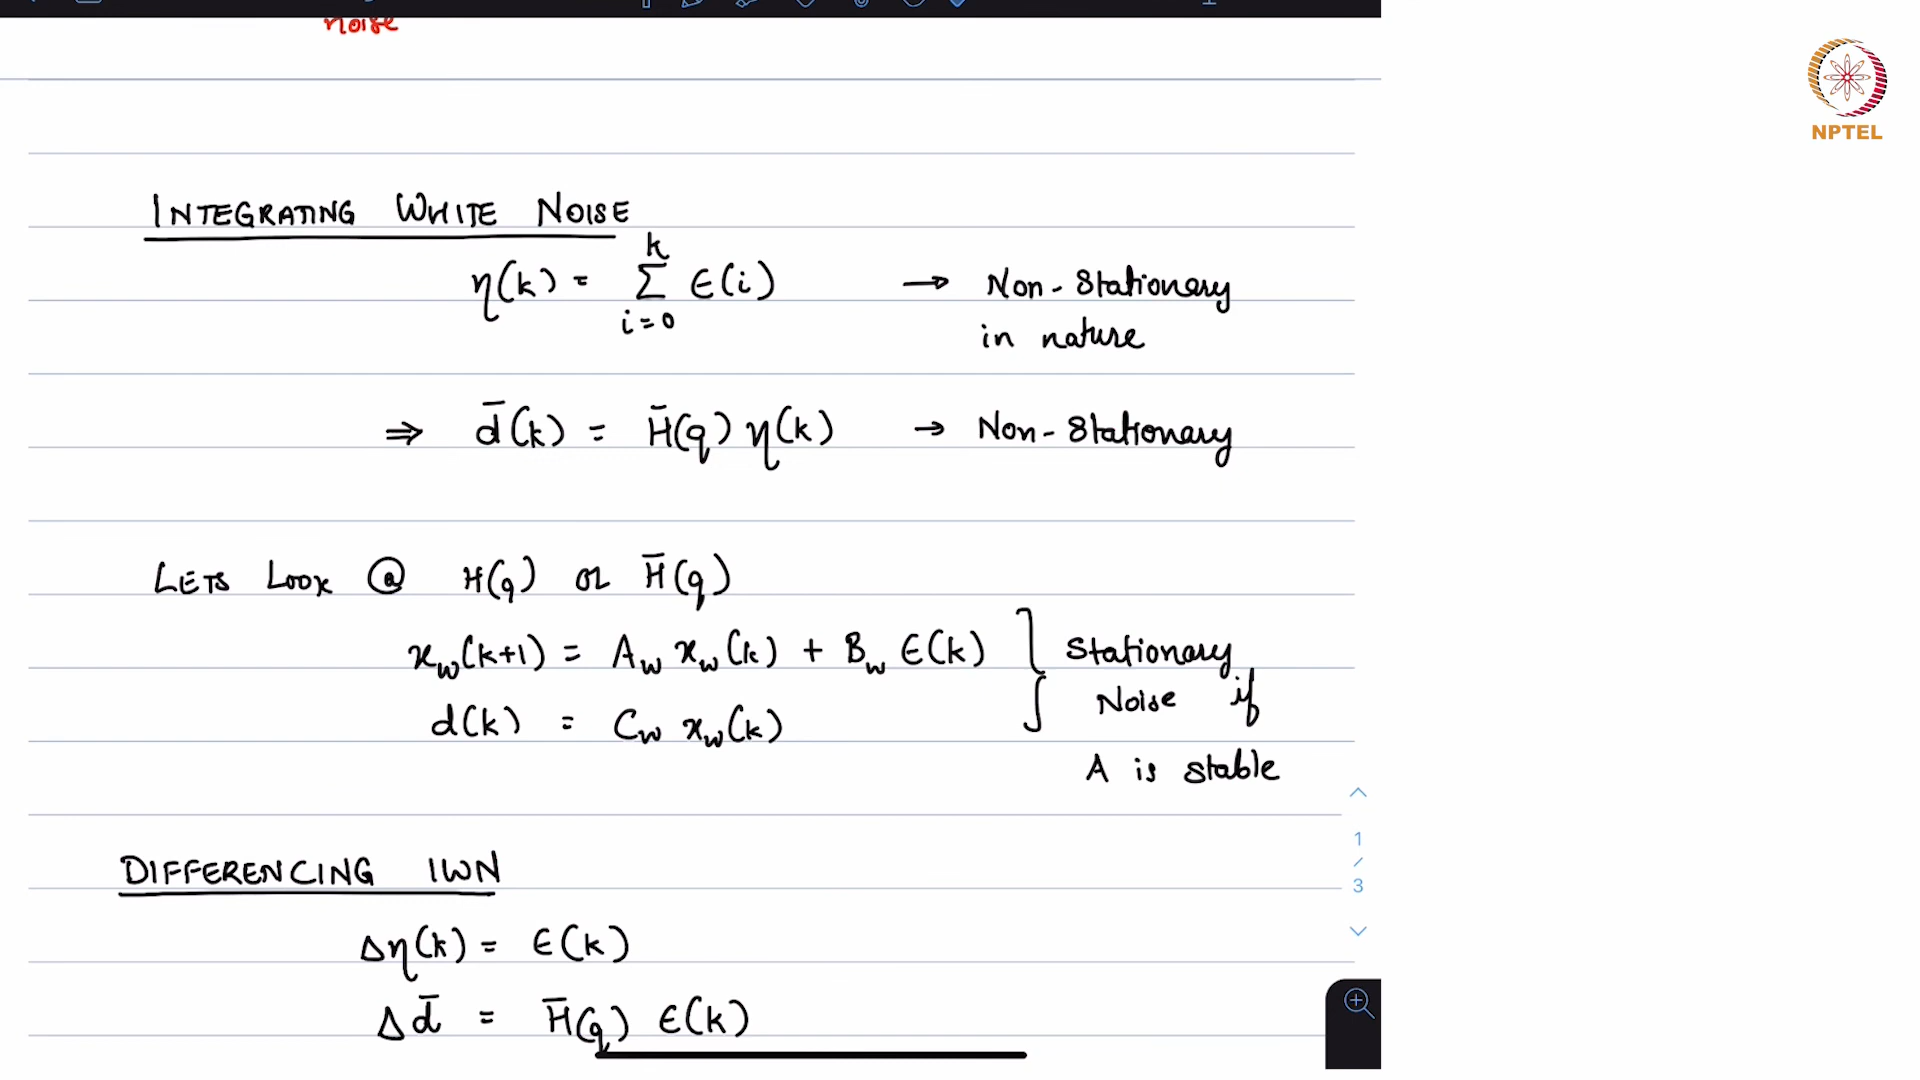 noise
NPTEL
INTEGRATING WHITE NOISE
η(k) = Σ_{i=0}^{k} ϵ(i) → Non-Stationary
in nature
⇒ d̄(k) = H̄(q) η(k) → Non-Stationary
LETS LOOK @ H(q) OR H̄(q)
x_w(k+1) = A_w x_w(k) + B_w ϵ(k) } Stationary
Noise if
d(k) = C_w x_w(k)
A is stable
DIFFERENCING IWN
Δη(k) = ϵ(k)
Δd̄ = H̄(q) ϵ(k)
1
/
3